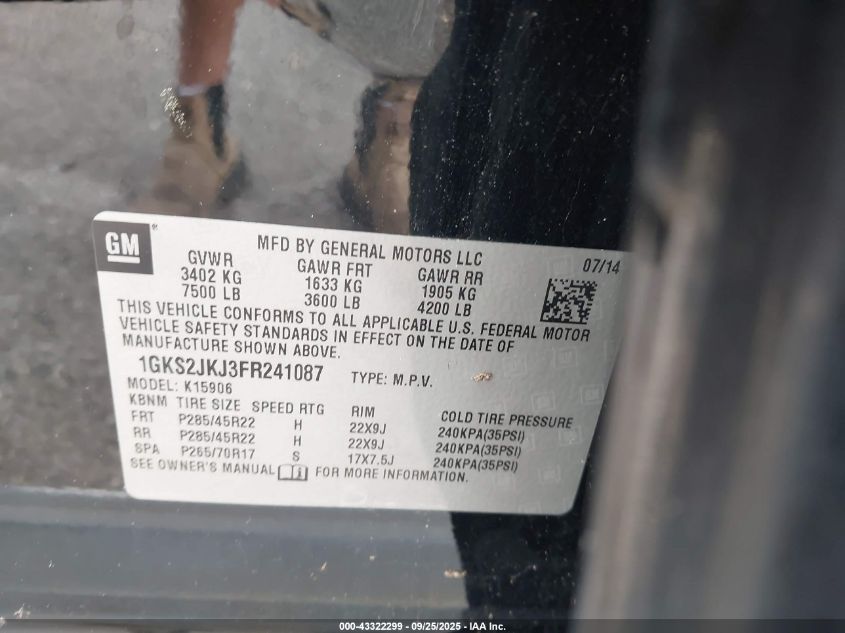 GM ®
MFD BY GENERAL MOTORS LLC
07/14
GVWR GAWR FRT GAWR RR
3402 KG 1633 KG 1905 KG
7500 LB 3600 LB 4200 LB
THIS VEHICLE CONFORMS TO ALL APPLICABLE U.S. FEDERAL MOTOR
VEHICLE SAFETY STANDARDS IN EFFECT ON THE DATE OF
MANUFACTURE SHOWN ABOVE.
1GKS2JKJ3FR241087 TYPE: M.P.V.
MODEL: K15906
KBNM TIRE SIZE SPEED RTG RIM COLD TIRE PRESSURE
FRT P285/45R22 H 22X9J 240KPA(35PSI)
RR P285/45R22 H 22X9J 240KPA(35PSI)
SPA P265/70R17 S 17X7.5J 240KPA(35PSI)
SEE OWNER'S MANUAL FOR MORE INFORMATION.
000-43322299 - 09/25/2025 - IAA Inc.